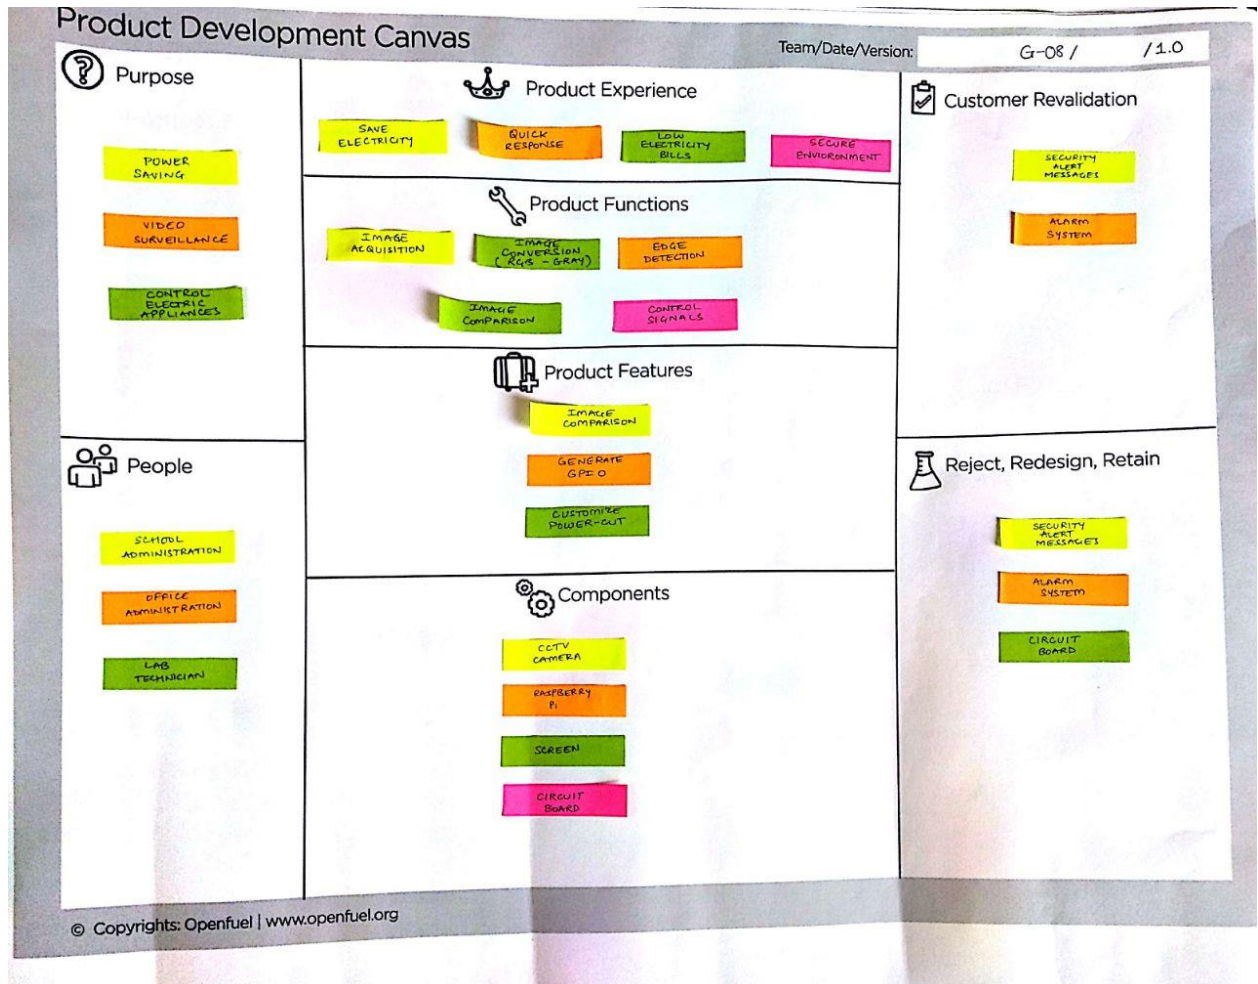 Product Development Canvas
Team/Date/Version:
G-08 /
/1.0
Purpose
POWER
SAVING
VIDEO
SURVEILLANCE
CONTROL
ELECTRIC
APPLIANCES
People
SCHOOL
ADMINISTRATION
OFFICE
ADMINISTRATION
LAB
TECHNICIAN
Product Experience
SAVE
ELECTRICITY
QUICK
RESPONSE
LOW
ELECTRICITY
BILLS
SECURE
ENVIORONMENT
Product Functions
IMAGE
ACQUISITION
IMAGE
CONVERSION
(RGB - GRAY)
EDGE
DETECTION
IMAGE
COMPARISON
CONTROL
SIGNALS
Product Features
IMAGE
COMPARISON
GENERATE
GPIO
CUSTOMIZE
POWER-CUT
Components
CCTV
CAMERA
RASPBERRY
Pi
SCREEN
CIRCUIT
BOARD
Customer Revalidation
SECURITY
ALERT
MESSAGES
ALARM
SYSTEM
Reject, Redesign, Retain
SECURITY
ALERT
MESSAGES
ALARM
SYSTEM
CIRCUIT
BOARD
© Copyrights: Openfuel | www.openfuel.org